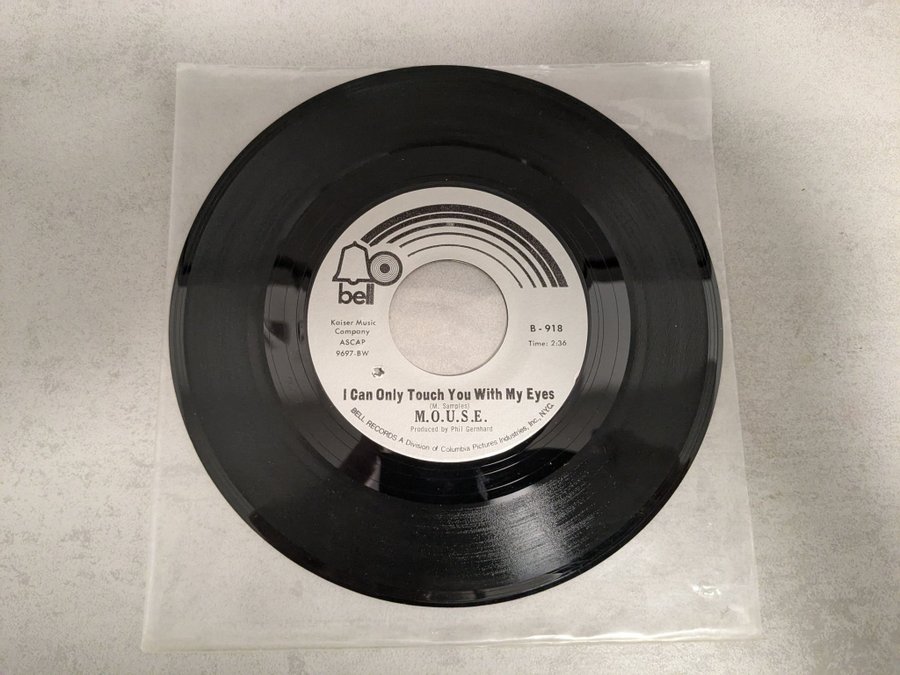 bell
Kaiser Music
Company
ASCAP
9697-BW
B - 918
Time: 2:36
I Can Only Touch You With My Eyes
(M. Samples)
M.O.U.S.E.
Produced by Phil Gernhard
BELL RECORDS A Division of Columbia Pictures Industries, Inc., N.Y.C.